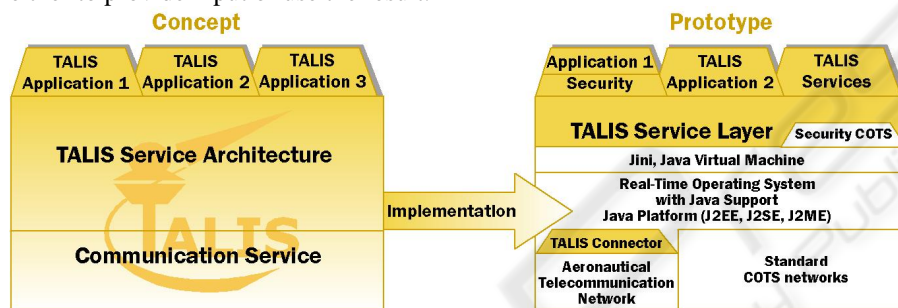 Concept
Prototype
TALIS
Application 1
TALIS
Application 2
TALIS
Application 3
TALIS Service Architecture
TALIS
Communication Service
Implementation
Application 1
Security
TALIS
Application 2
TALIS
Services
TALIS Service Layer
Security COTS
Jini, Java Virtual Machine
Real-Time Operating System
with Java Support
Java Platform (J2EE, J2SE, J2ME)
TALIS Connector
Aeronautical
Telecommunication
Network
Standard
COTS networks